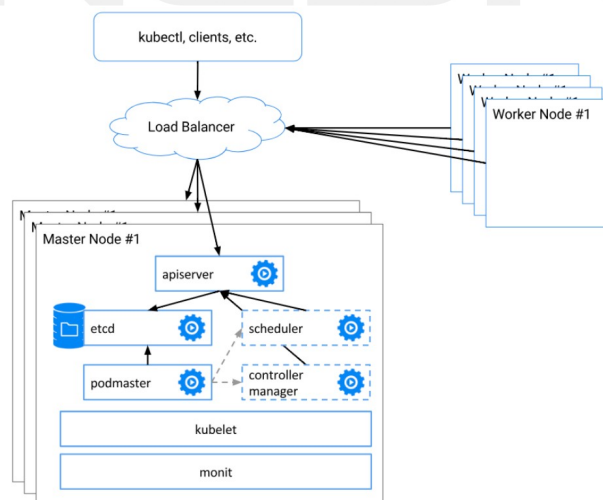 kubectl, clients, etc.
Load Balancer
Worker Node #1
Master Node #1
apiserver
etcd
scheduler
podmaster
controller
manager
kubelet
monit